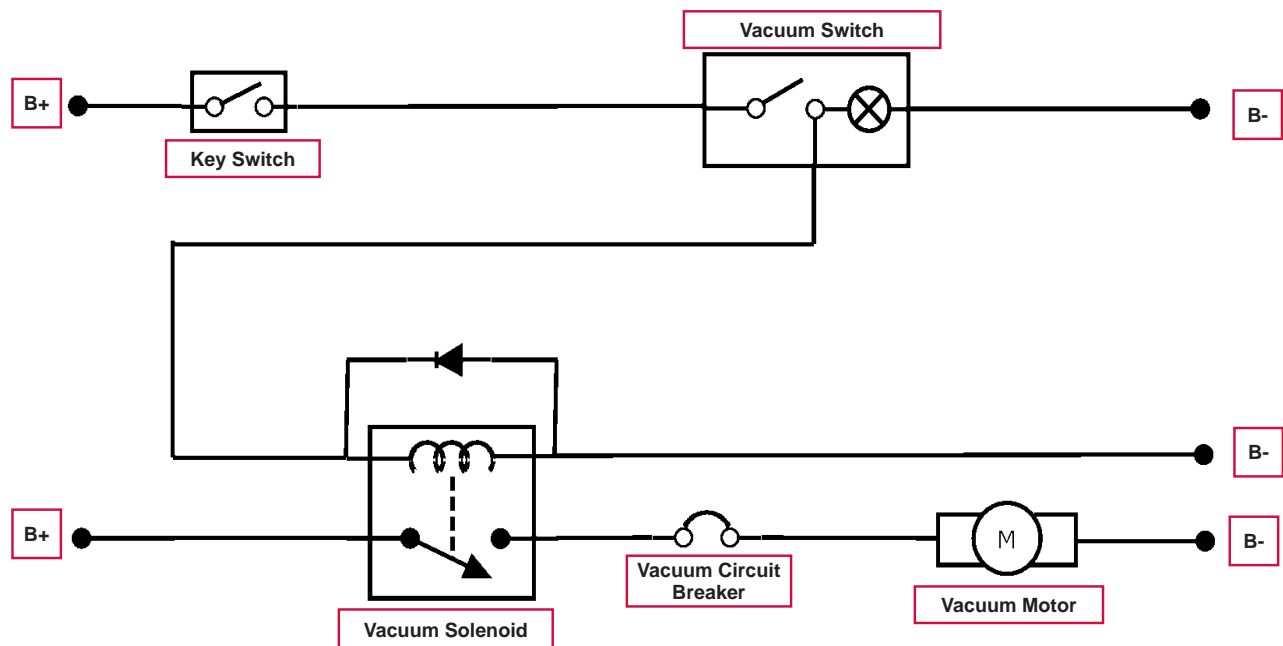 Vacuum Switch
B+
B-
Key Switch
B-
B+
M
B-
Vacuum Circuit
Breaker
Vacuum Motor
Vacuum Solenoid